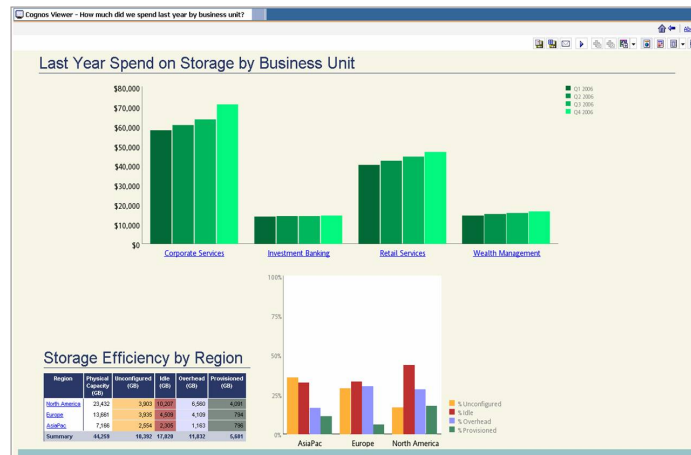 Cognos Viewer - How much did we spend last year by business unit?
Last Year Spend on Storage by Business Unit
$80,000
$70,000
$60,000
$50,000
$40,000
$30,000
$20,000
$10,000
$0
Q1 2006
Q2 2006
Q3 2006
Q4 2006
Corporate Services Investment Banking Retail Services Wealth Management
Storage Efficiency by Region
Region Physical Capacity (GB) Unconfigured (GB) Idle (GB) Overhead (GB) Provisioned (GB)
North America 23,432 3,903 10,207 6,560 4,091
Europe 13,661 3,935 4,509 4,109 794
AsiaPac 7,166 2,554 2,305 1,163 796
Summary 44,259 10,392 17,020 11,832 5,681
100%
75%
50%
25%
0%
AsiaPac Europe North America
% Unconfigured
% Idle
% Overhead
% Provisioned